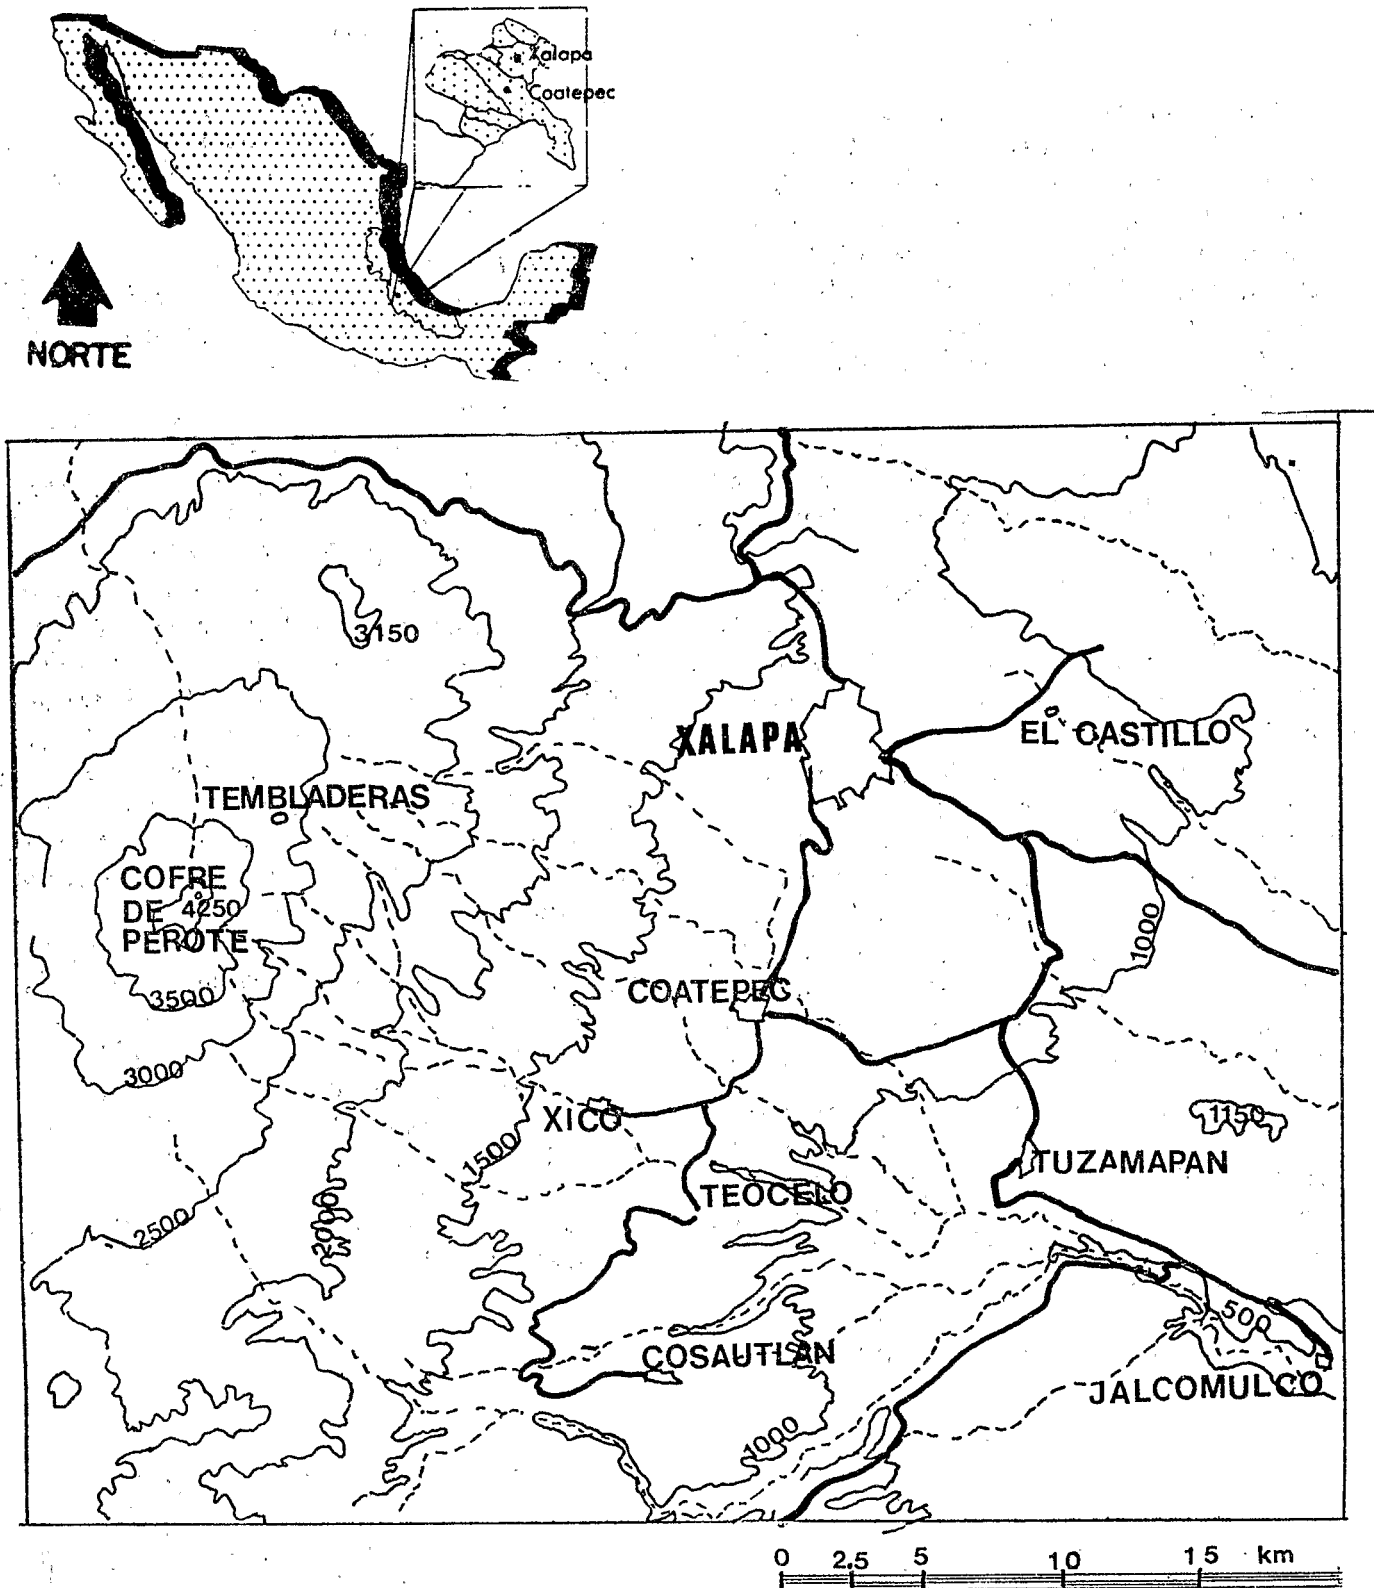 Xalapa
Coatepec
NORTE
3150
XALAPA
EL CASTILLO
TEMBLADERAS
COFRE
DE 4250
PEROTE
1000
3500
COATEPEC
3000
XICO
1150
1500
TUZAMAPAN
TEOCELO
2500
2000
500
COSAUTLAN
JALCOMULCO
1000
0 2.5 5 10 15 km